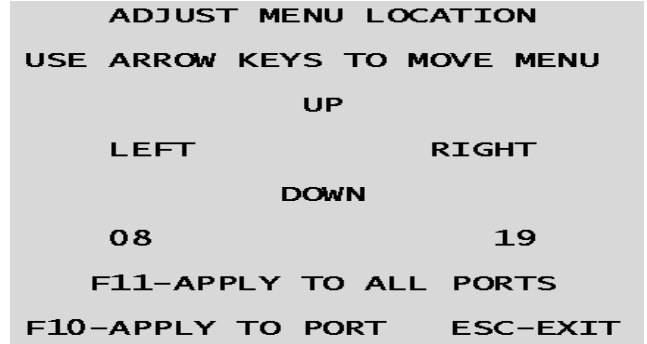 ADJUST MENU LOCATION
USE ARROW KEYS TO MOVE MENU
UP
LEFT RIGHT
DOWN
08 19
F11-APPLY TO ALL PORTS
F10-APPLY TO PORT ESC-EXIT